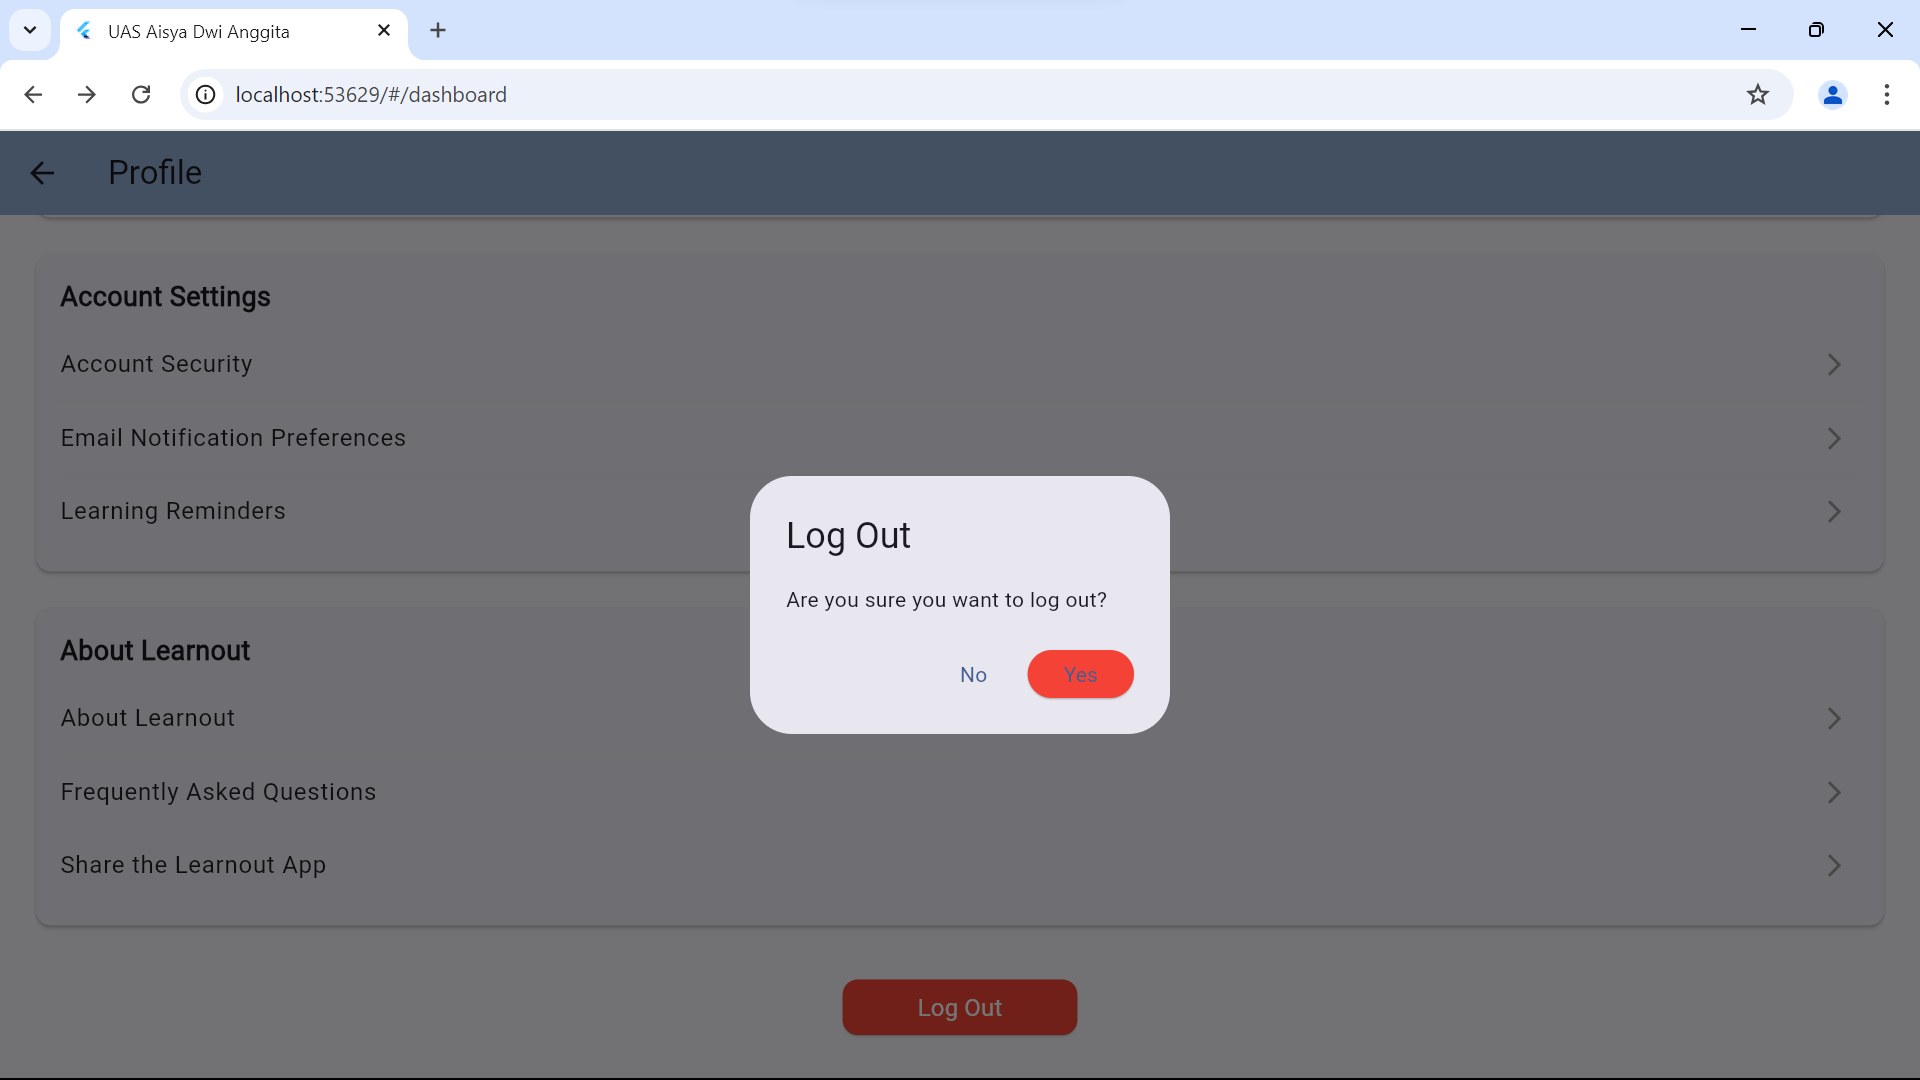 UAS Aisya Dwi Anggita
localhost:53629/#/dashboard
Profile
Account Settings
Account Security
Email Notification Preferences
Learning Reminders
Log Out
Are you sure you want to log out?
No Yes
About Learnout
About Learnout
Frequently Asked Questions
Share the Learnout App
Log Out